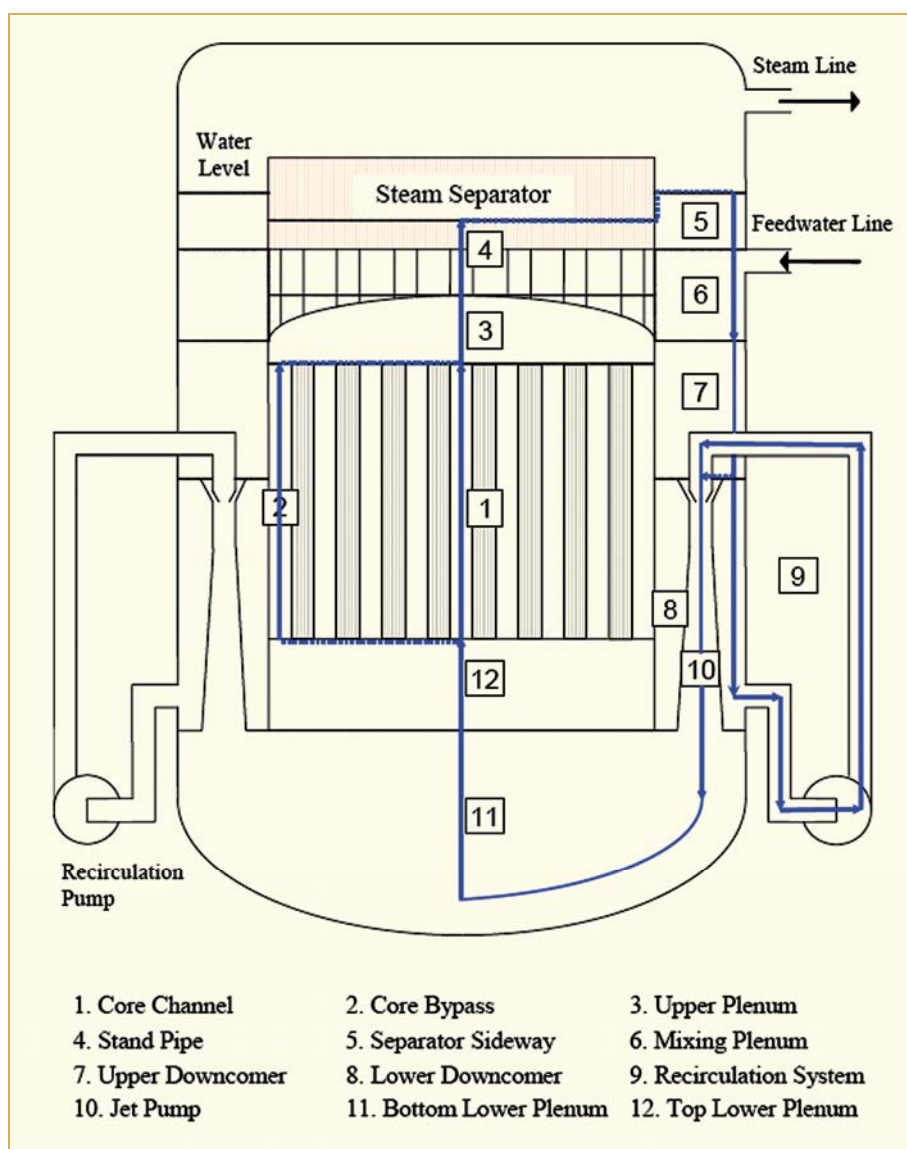 Steam Line
Water
Level
Steam Separator
5
Feedwater Line
4
6
3
7
2
1
9
8
12
10
11
Recirculation
Pump
1. Core Channel 2. Core Bypass 3. Upper Plenum
4. Stand Pipe 5. Separator Sideway 6. Mixing Plenum
7. Upper Downcomer 8. Lower Downcomer 9. Recirculation System
10. Jet Pump 11. Bottom Lower Plenum 12. Top Lower Plenum